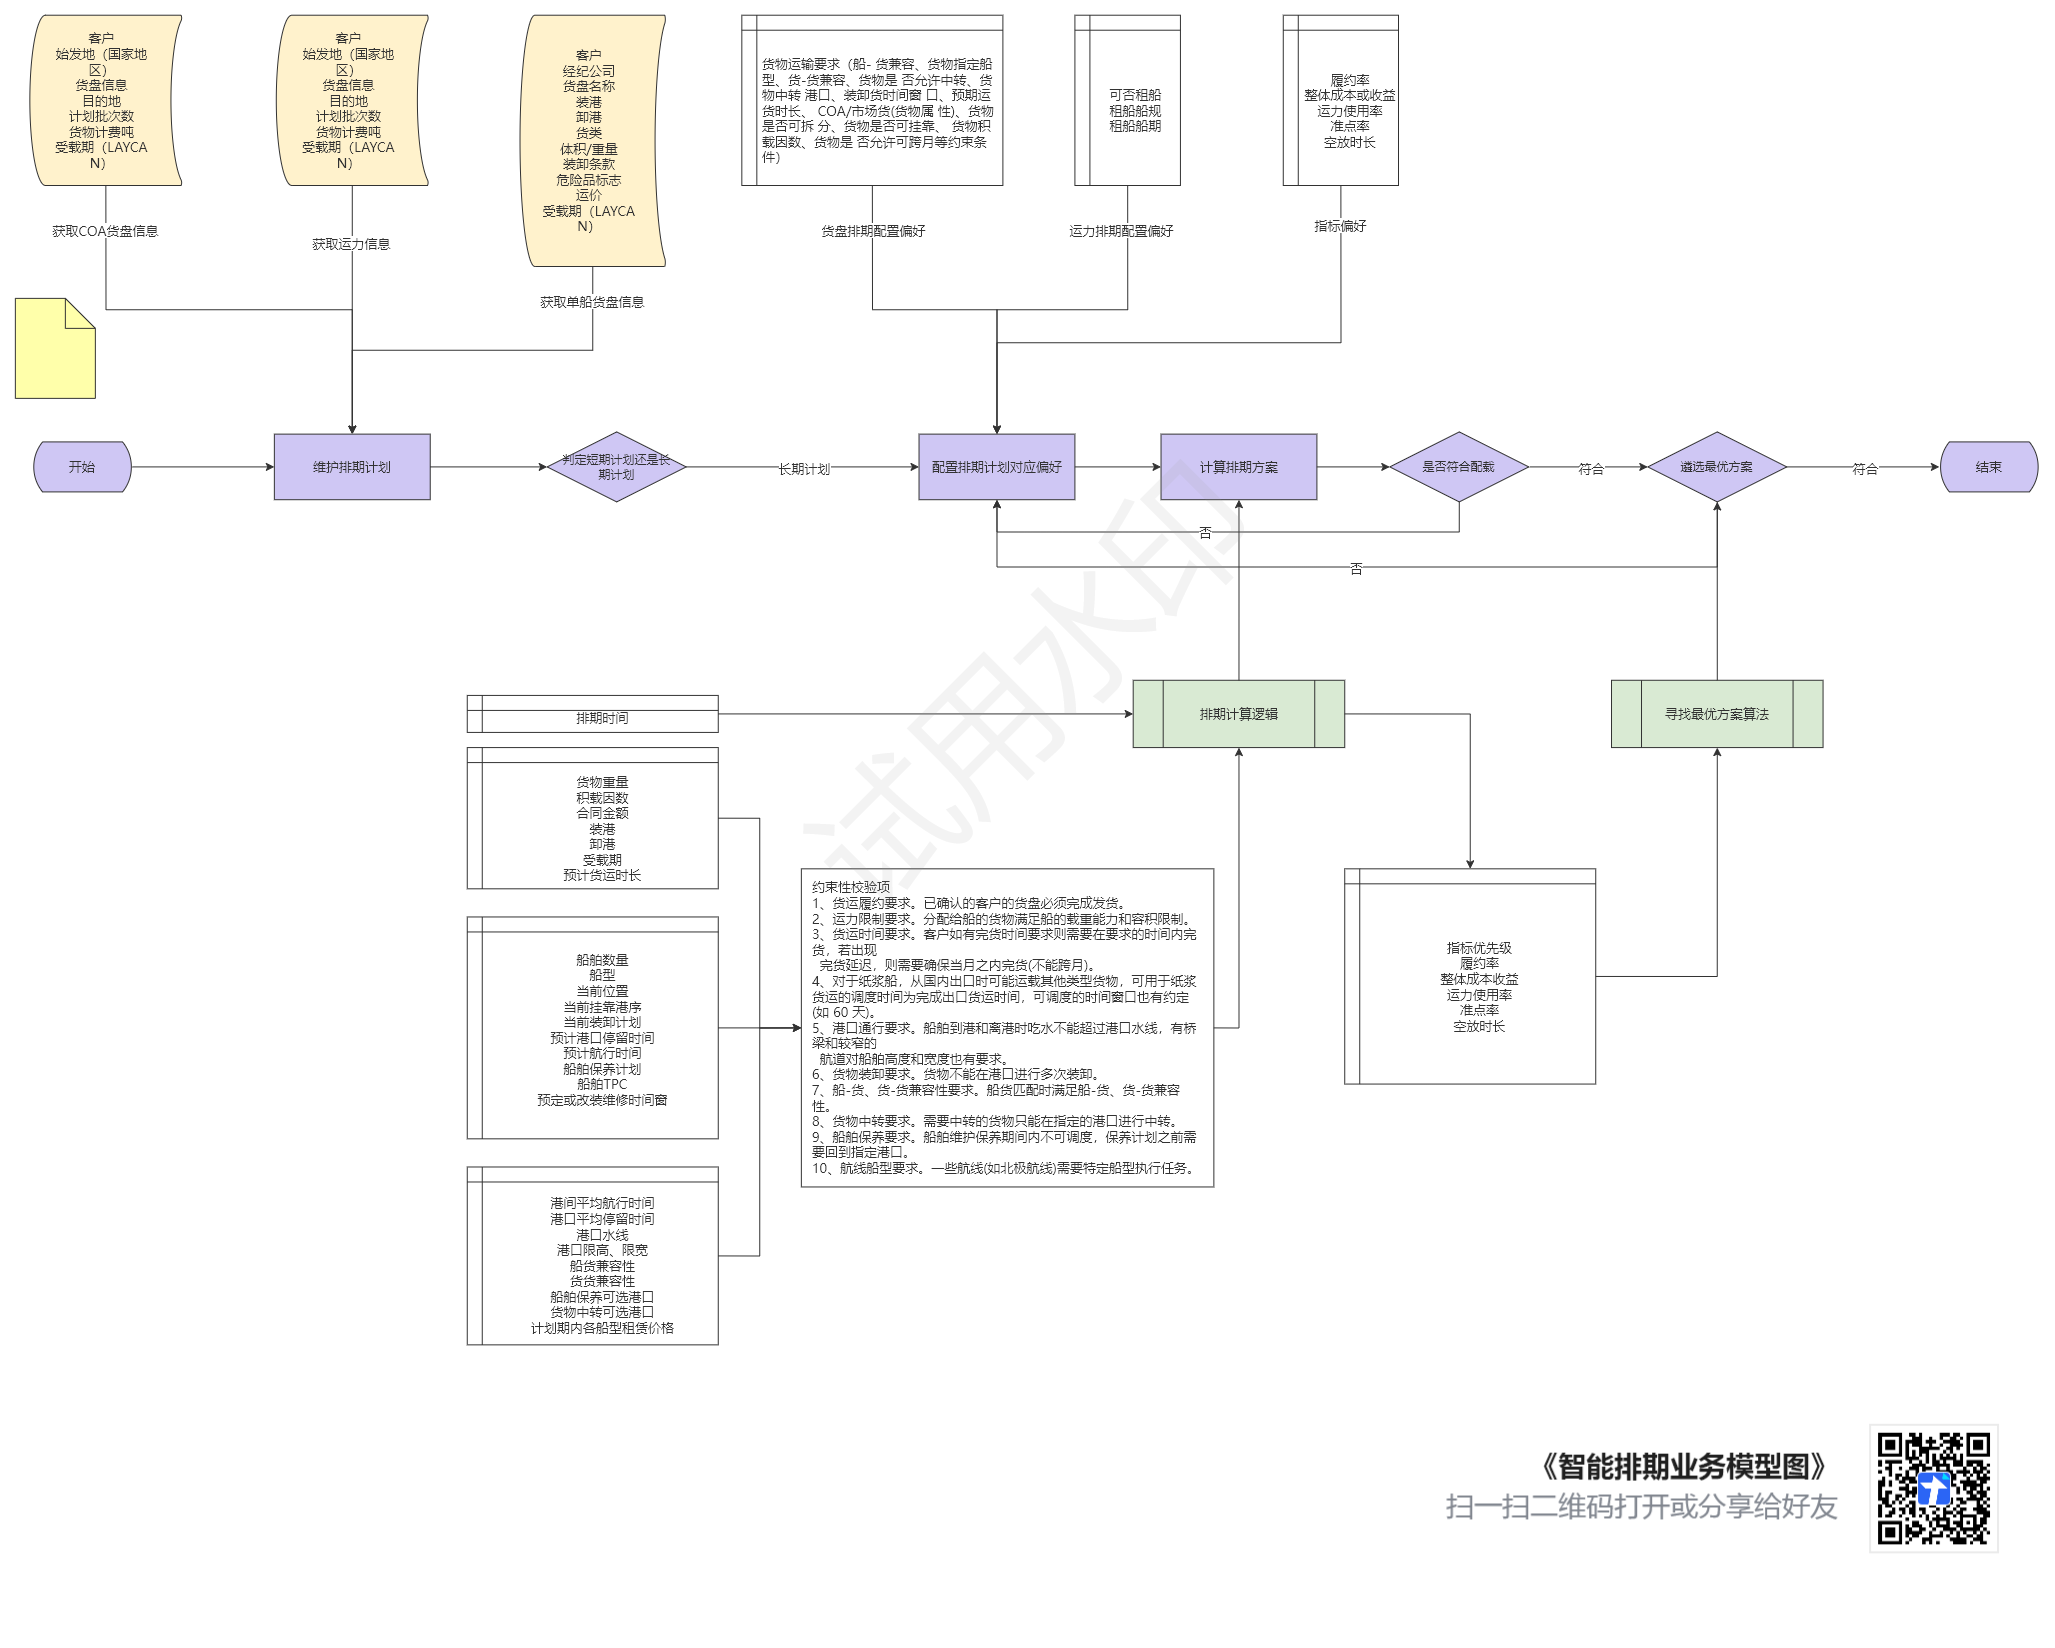 客户
始发地（国家地
区）
货盘信息
目的地
计划批次数
货物计费吨
受载期（LAYCA
N）
客户
始发地（国家地
区）
货盘信息
目的地
计划批次数
货物计费吨
受载期（LAYCA
N）
客户
经纪公司
货盘名称
装港
卸港
货类
体积/重量
装卸条款
危险品标志
运价
受载期（LAYCA
N）
货物运输要求（船- 货兼容、货物指定船
型、货-货兼容、货物是 否允许中转、货
物中转 港口、装卸货时间窗 口、预期运
货时长、 COA/市场货(货物属 性)、货物
是否可拆 分、货物是否可挂靠、 货物积
载因数、货物是 否允许可跨月等约束条
件）
可否租船
租船船规
租船船期
履约率
整体成本或收益
运力使用率
准点率
空放时长
获取COA货盘信息
获取运力信息
获取单船货盘信息
货盘排期配置偏好
运力排期配置偏好
指标偏好
开始
维护排期计划
判定短期计划还是长
期计划
长期计划
配置排期计划对应偏好
计算排期方案
是否符合配载
符合
遴选最优方案
符合
结束
否
否
排期时间
排期计算逻辑
寻找最优方案算法
货物重量
积载因数
合同金额
装港
卸港
受载期
预计货运时长
船舶数量
船型
当前位置
当前挂靠港序
当前装卸计划
预计港口停留时间
预计航行时间
船舶保养计划
船舶TPC
预定或改装维修时间窗
港间平均航行时间
港口平均停留时间
港口水线
港口限高、限宽
船货兼容性
货货兼容性
船舶保养可选港口
货物中转可选港口
计划期内各船型租赁价格
约束性校验项
1、货运履约要求。已确认的客户的货盘必须完成发货。
2、运力限制要求。分配给船的货物满足船的载重能力和容积限制。
3、货运时间要求。客户如有完货时间要求则需要在要求的时间内完
货，若出现
完货延迟，则需要确保当月之内完货(不能跨月)。
4、对于纸浆船，从国内出口时可能运载其他类型货物，可用于纸浆
货运的调度时间为完成出口货运时间，可调度的时间窗口也有约定
(如 60 天)。
5、港口通行要求。船舶到港和离港时吃水不能超过港口水线，有桥
梁和较窄的
航道对船舶高度和宽度也有要求。
6、货物装卸要求。货物不能在港口进行多次装卸。
7、船-货、货-货兼容性要求。船货匹配时满足船-货、货-货兼容
性。
8、货物中转要求。需要中转的货物只能在指定的港口进行中转。
9、船舶保养要求。船舶维护保养期间内不可调度，保养计划之前需
要回到指定港口。
10、航线船型要求。一些航线(如北极航线)需要特定船型执行任务。
指标优先级
履约率
整体成本收益
运力使用率
准点率
空放时长
试用水印
《智能排期业务模型图》
扫一扫二维码打开或分享给好友